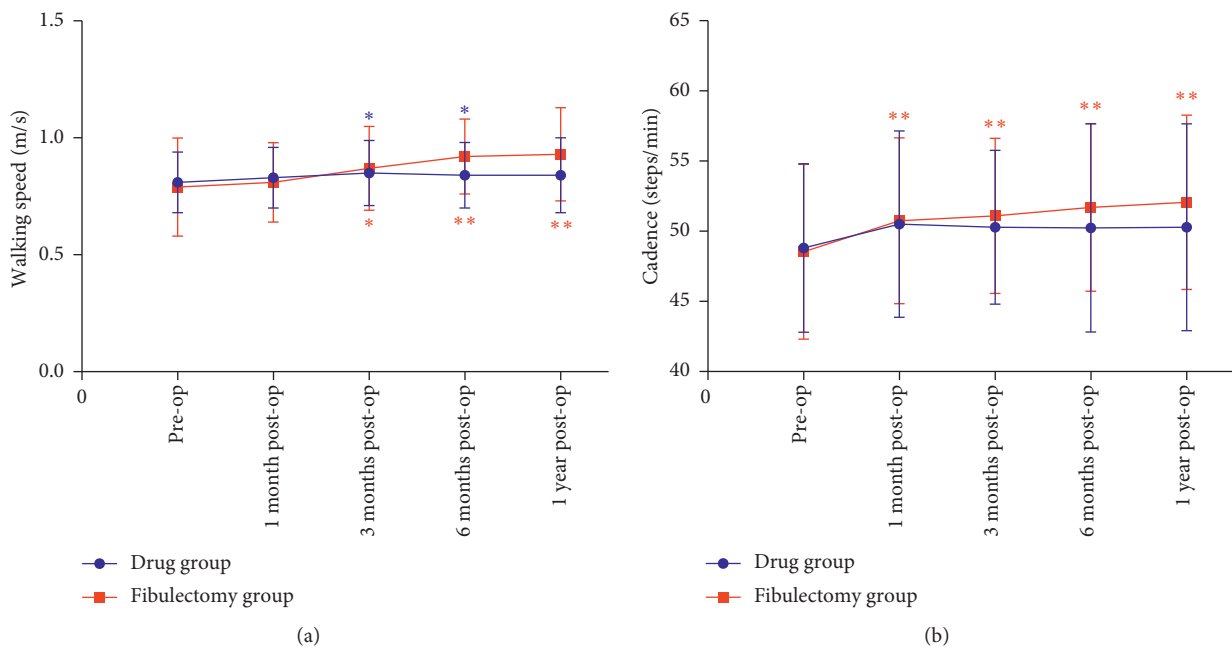 1.5
1.0
0.5
0.0
0
Walking speed (m/s)
*
*
*
**
**
Pre-op
1 month post-op
3 months post-op
6 months post-op
1 year post-op
Drug group
Fibulectomy group
(a)
65
60
55
50
45
40
0
Cadence (steps/min)
**
**
**
**
Pre-op
1 month post-op
3 months post-op
6 months post-op
1 year post-op
Drug group
Fibulectomy group
(b)